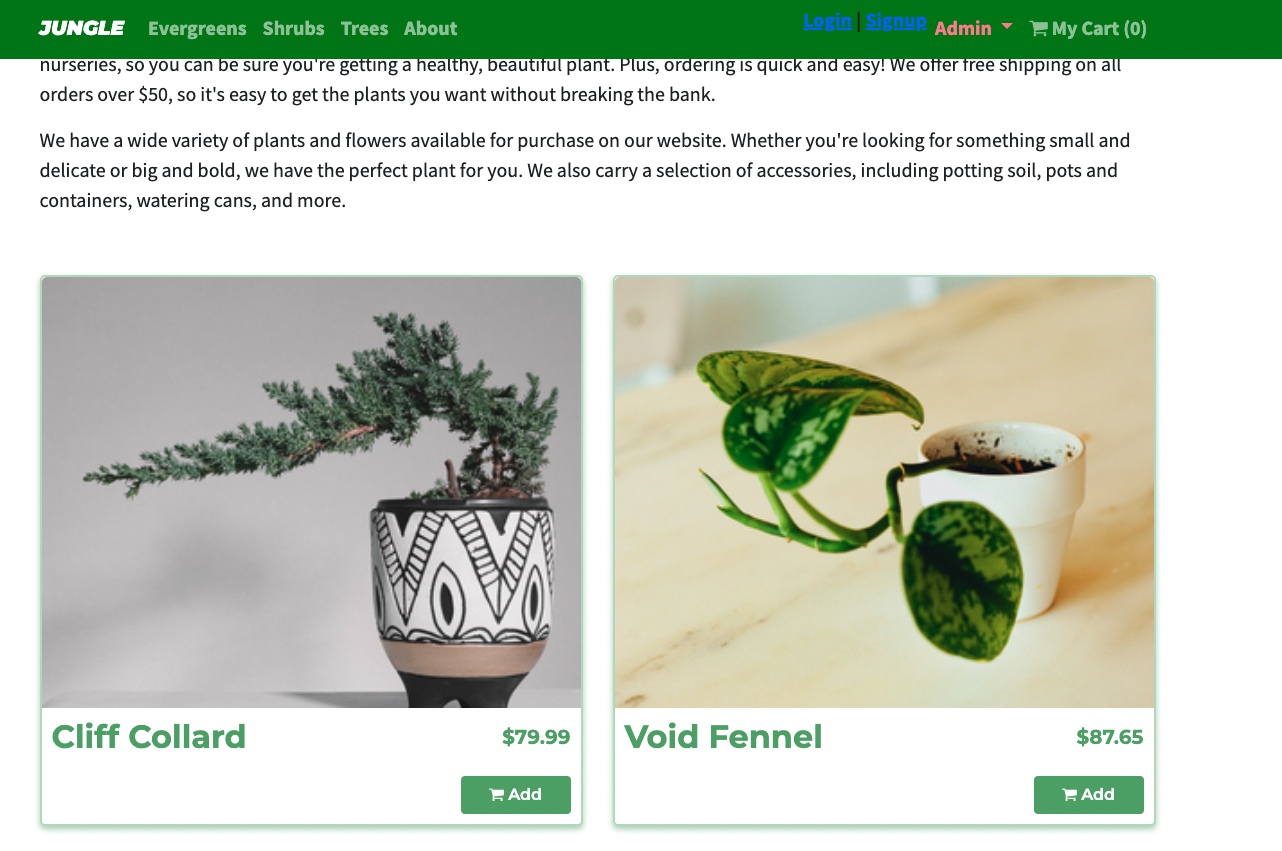 JUNGLE Evergreens Shrubs Trees About Login | Signup Admin My Cart (0)
nurseries, so you can be sure you're getting a healthy, beautiful plant. Plus, ordering is quick and easy! We offer free shipping on all
orders over $50, so it's easy to get the plants you want without breaking the bank.
We have a wide variety of plants and flowers available for purchase on our website. Whether you're looking for something small and
delicate or big and bold, we have the perfect plant for you. We also carry a selection of accessories, including potting soil, pots and
containers, watering cans, and more.
Cliff Collard $79.99
Add
Void Fennel $87.65
Add